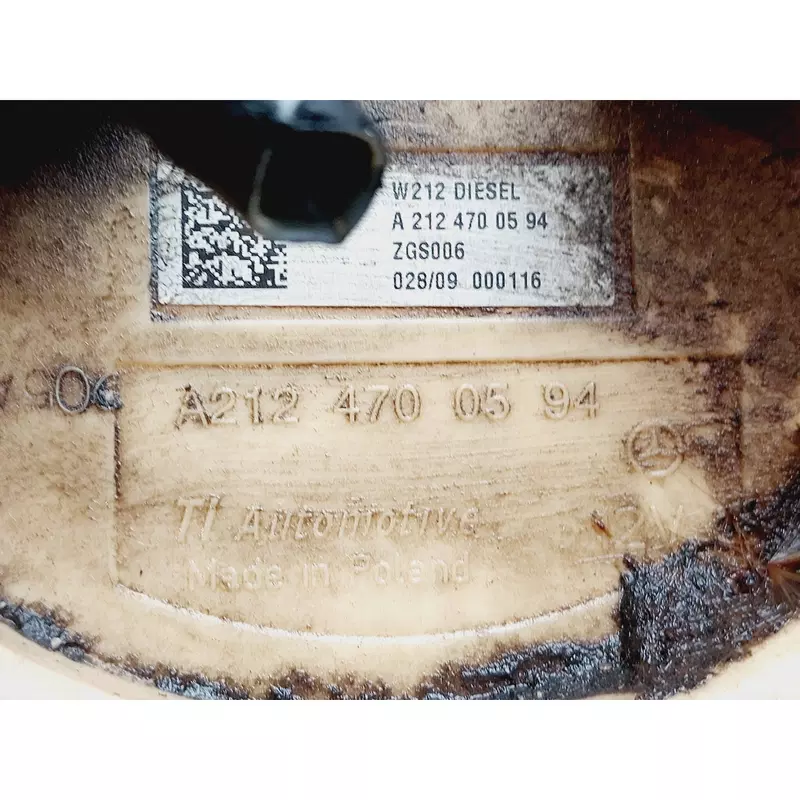 W212 DIESEL
A 212 470 05 94
ZGS006
028/09 000116
A212 470 05 94
TI Automotive
Made in Poland